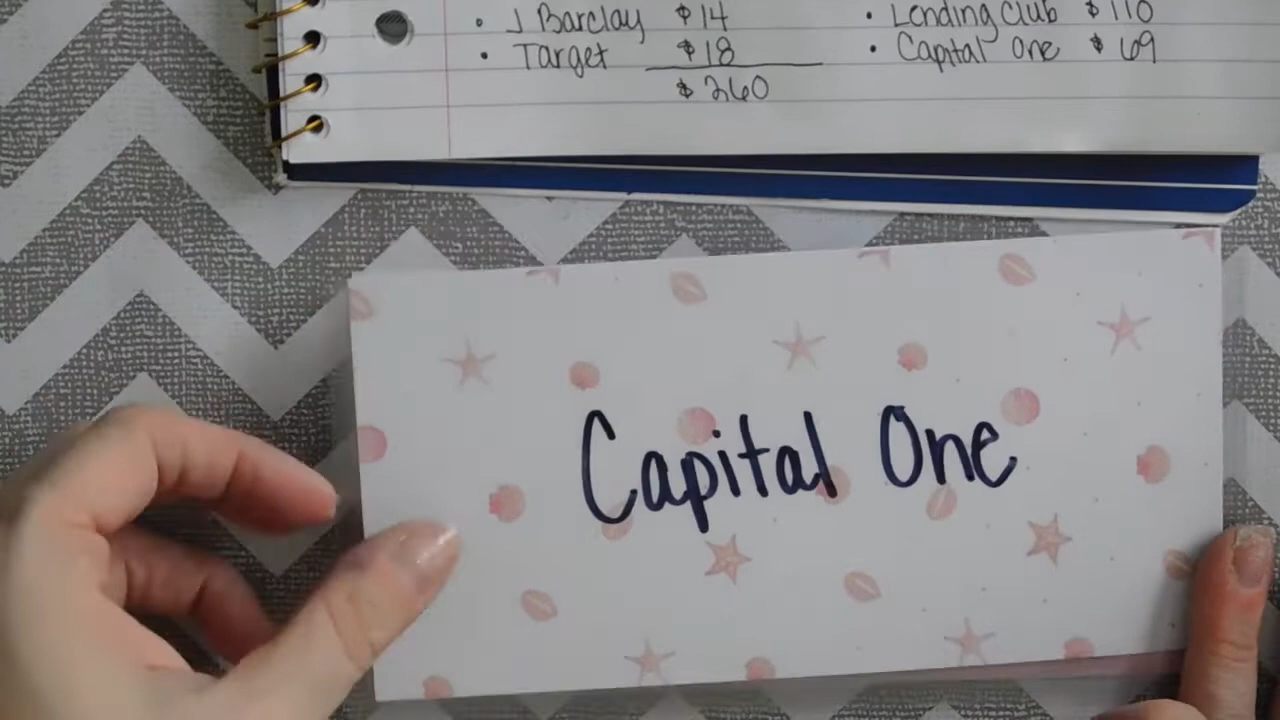 • J Barclay $14
• Target $18
$260
• Lending Club $110
• Capital One $69
Capital One